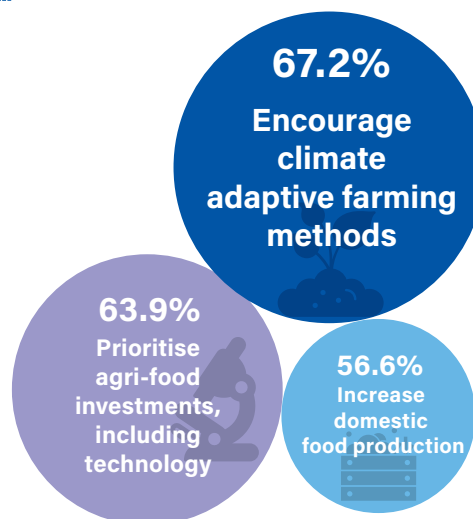 67.2%
Encourage
climate
adaptive farming
methods
63.9%
Prioritise
agri-food
investments,
including
technology
56.6%
Increase
domestic
food production